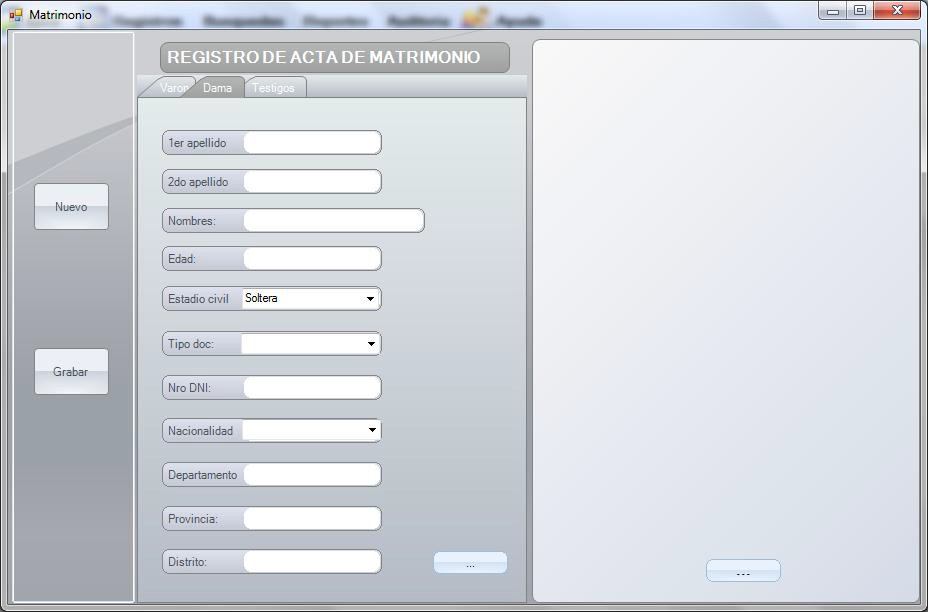 Matrimonio
Registros Busquedas Reportes Auditoria Ayuda
REGISTRO DE ACTA DE MATRIMONIO
Varon Dama Testigos
1er apellido
2do apellido
Nuevo
Nombres:
Edad:
Estadio civil Soltera
Tipo doc:
Grabar
Nro DNI:
Nacionalidad
Departamento
Provincia:
Distrito:
...
...